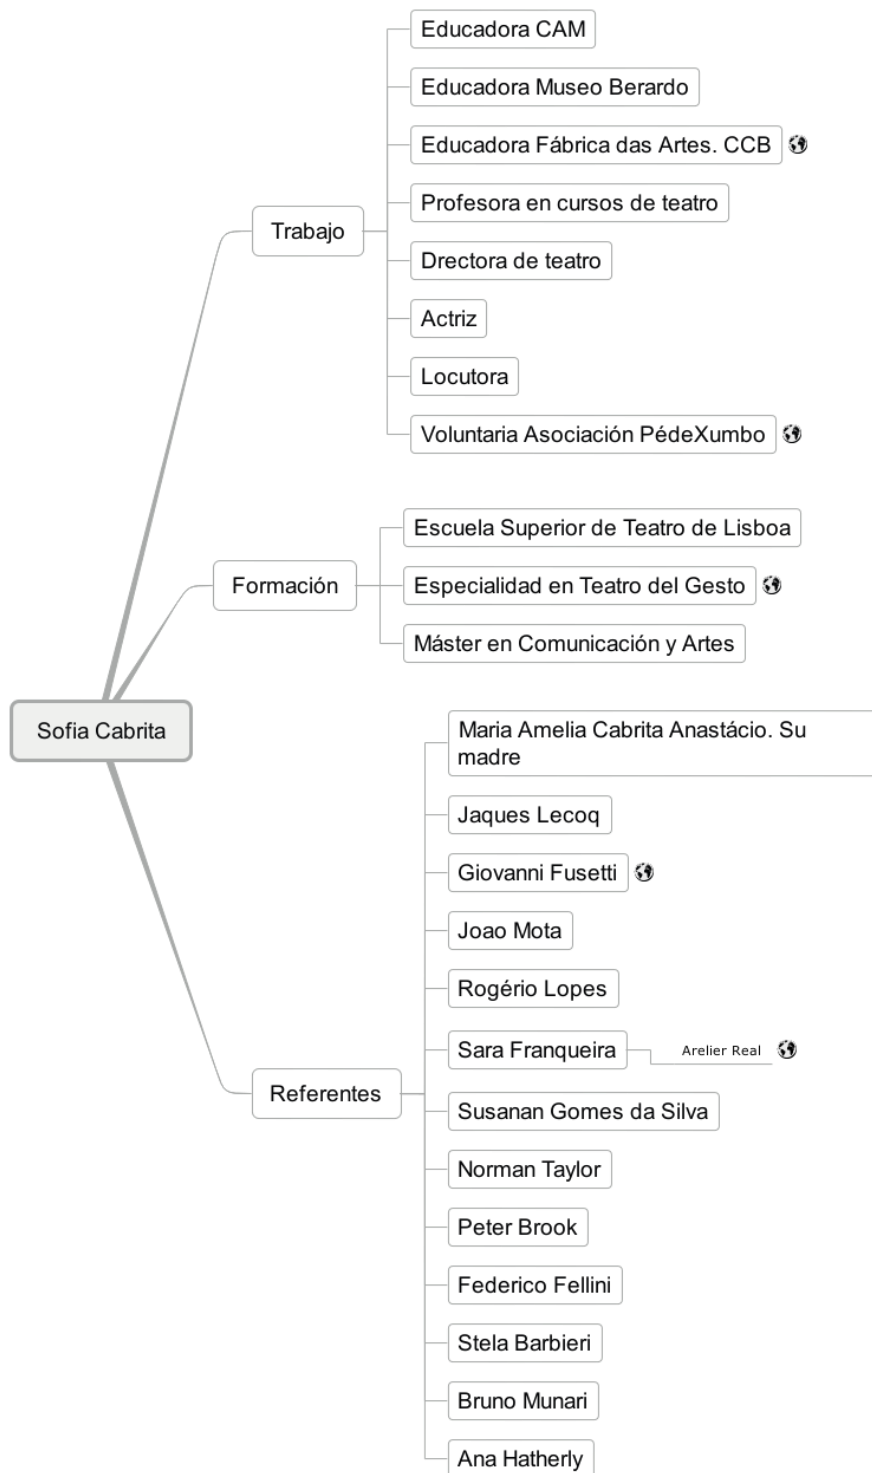 Educadora CAM
Educadora Museo Berardo
Educadora Fábrica das Artes. CCB
Profesora en cursos de teatro
Trabajo
Drectora de teatro
Actriz
Locutora
Voluntaria Asociación PédeXumbo
Escuela Superior de Teatro de Lisboa
Formación
Especialidad en Teatro del Gesto
Máster en Comunicación y Artes
Sofia Cabrita
Maria Amelia Cabrita Anastácio. Su
madre
Jaques Lecoq
Giovanni Fusetti
Joao Mota
Rogério Lopes
Sara Franqueira
Arelier Real
Referentes
Susanan Gomes da Silva
Norman Taylor
Peter Brook
Federico Fellini
Stela Barbieri
Bruno Munari
Ana Hatherly